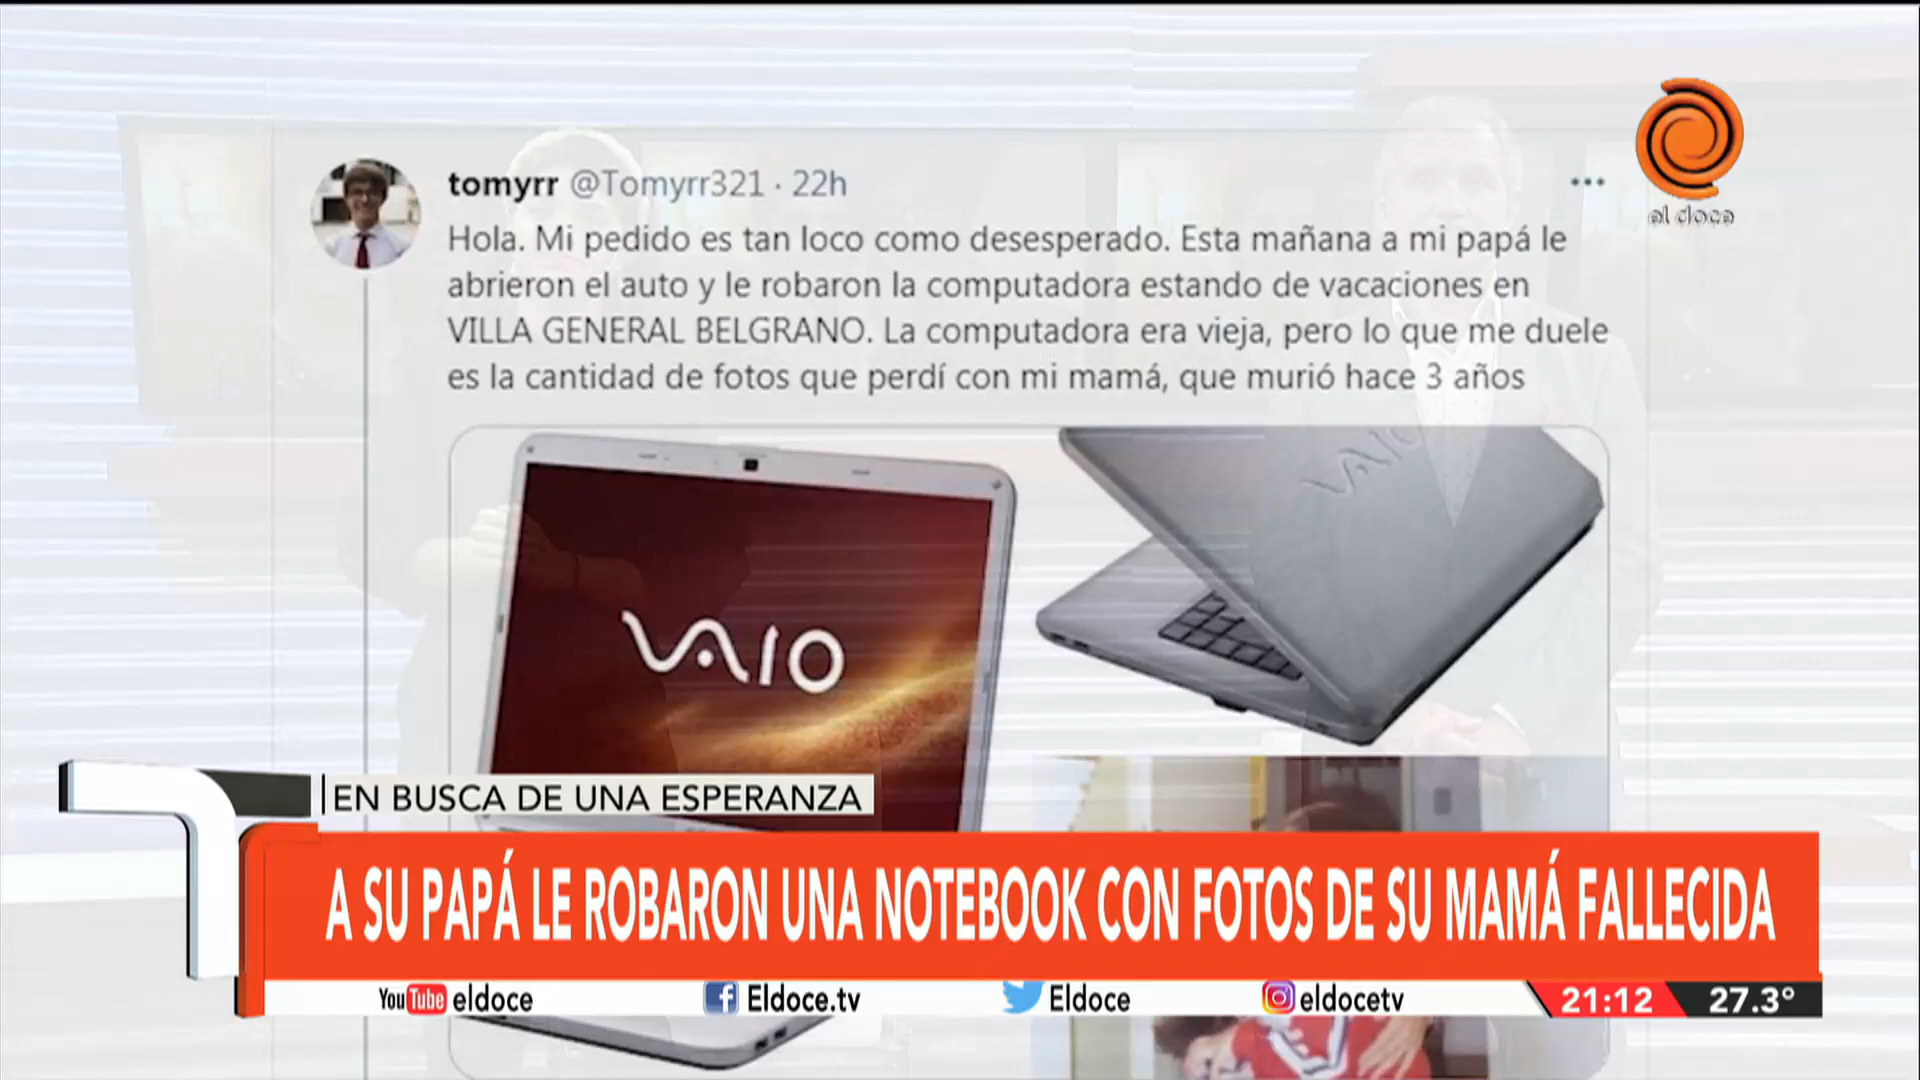 tomyrr @Tomyrr321 · 22h
Hola. Mi pedido es tan loco como desesperado. Esta mañana a mi papá le
abrieron el auto y le robaron la computadora estando de vacaciones en
VILLA GENERAL BELGRANO. La computadora era vieja, pero lo que me duele
es la cantidad de fotos que perdí con mi mamá, que murió hace 3 años
el doce
VAIO
VAIO
EN BUSCA DE UNA ESPERANZA
A SU PAPÁ LE ROBARON UNA NOTEBOOK CON FOTOS DE SU MAMÁ FALLECIDA
YouTube eldoce
Eldoce.tv
Eldoce
eldocetv
21:12
27.3°